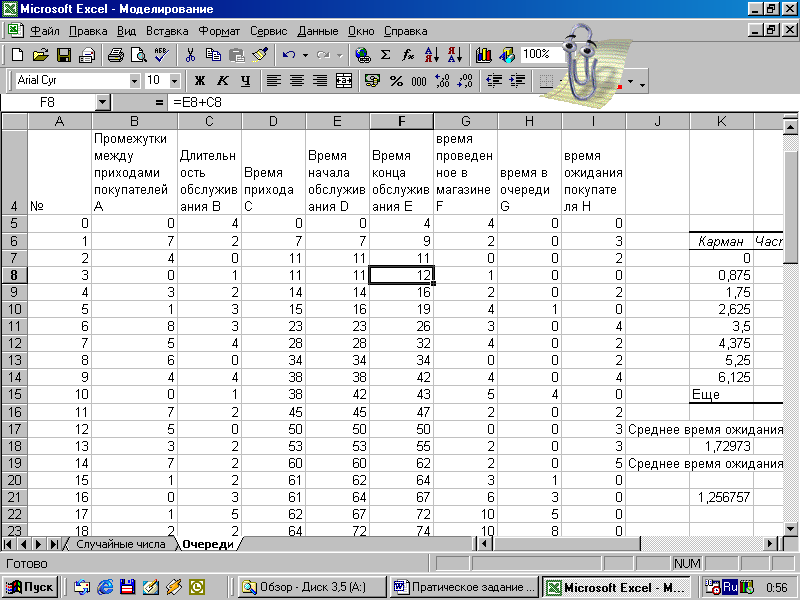 Microsoft Excel - Моделирование
Файл Правка Вид Вставка Формат Сервис Данные Окно Справка
100%
Arial Cyr 10 Ж К Ч
F8 = =E8+C8
A B C D E F G H I J K
4 № Промежутки между приходами покупателей A Длительность обслуживания B Время прихода C Время начала обслуживания D Время конца обслуживания E время проведенное в магазине F время в очереди G время ожидания покупателя H
5 0 0 4 0 0 4 4 0 0
6 1 7 2 7 7 9 2 0 3 Карман Част
7 2 4 0 11 11 11 0 0 2 0
8 3 0 1 11 11 12 1 0 0 0,875
9 4 3 2 14 14 16 2 0 2 1,75
10 5 1 3 15 16 19 4 1 0 2,625
11 6 8 3 23 23 26 3 0 4 3,5
12 7 5 4 28 28 32 4 0 2 4,375
13 8 6 0 34 34 34 0 0 2 5,25
14 9 4 4 38 38 42 4 0 4 6,125
15 10 0 1 38 42 43 5 4 0 Еще
16 11 7 2 45 45 47 2 0 2
17 12 5 0 50 50 50 0 0 3 Среднее время ожидания
18 13 3 2 53 53 55 2 0 3 1,72973
19 14 7 2 60 60 62 2 0 5 Среднее время ожидания
20 15 1 2 61 62 64 3 1 0
21 16 0 3 61 64 67 6 3 0 1,256757
22 17 1 5 62 67 72 10 5 0
23 18 2 2 64 72 74 10 8 0
Случайные числа Очереди
Готово NUM
Пуск Обзор - Диск 3,5 (A:) Пратическое задание ... Microsoft Excel - М... Ru 0:56